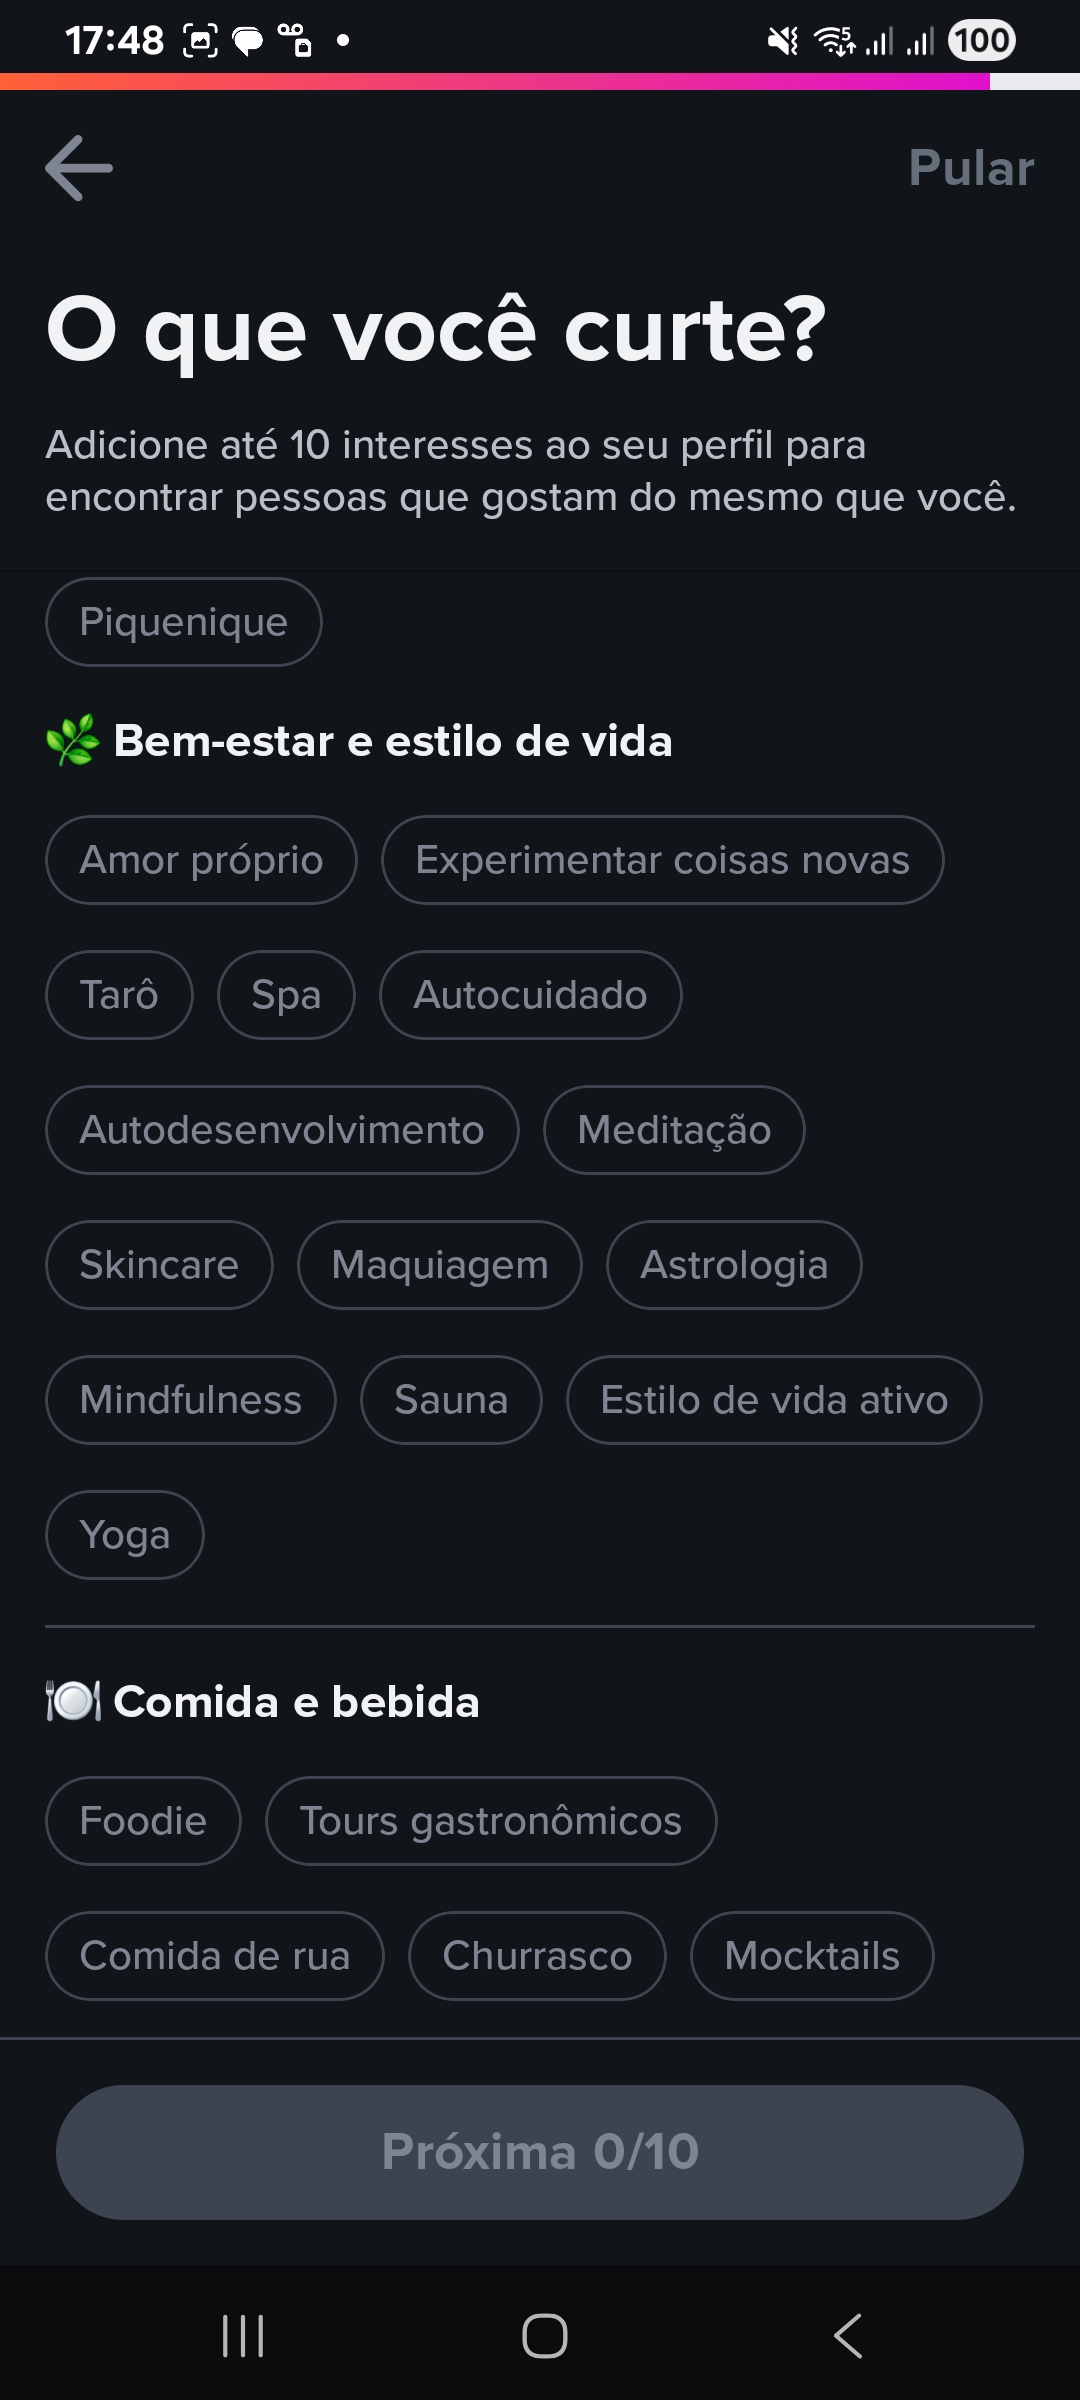 17:48
5
100
Pular
O que você curte?
Adicione até 10 interesses ao seu perfil para
encontrar pessoas que gostam do mesmo que você.
Piquenique
Bem-estar e estilo de vida
Amor próprio Experimentar coisas novas
Tarô Spa Autocuidado
Autodesenvolvimento Meditação
Skincare Maquiagem Astrologia
Mindfulness Sauna Estilo de vida ativo
Yoga
Comida e bebida
Foodie Tours gastronômicos
Comida de rua Churrasco Mocktails
Próxima 0/10